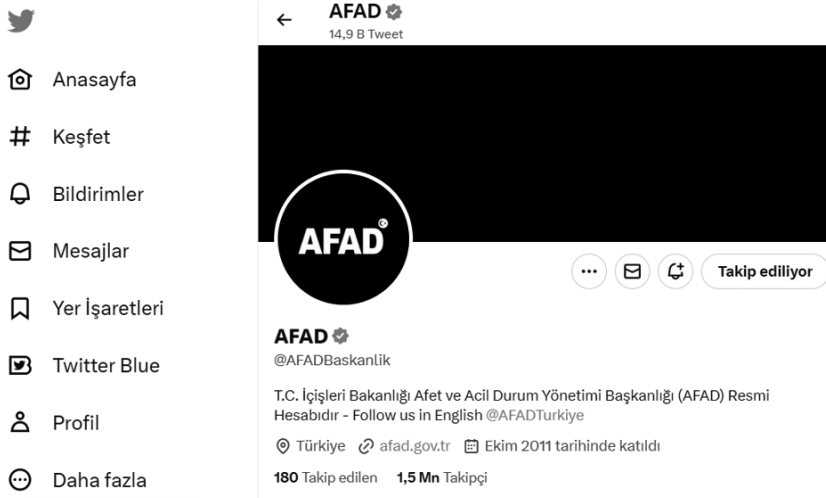 Anasayfa
Keşfet
Bildirimler
Mesajlar
Yer İşaretleri
Twitter Blue
Profil
Daha fazla
AFAD
14,9 B Tweet
AFAD
Takip ediliyor
AFAD
@AFADBaskanlik
T.C. İçişleri Bakanlığı Afet ve Acil Durum Yönetimi Başkanlığı (AFAD) Resmi
Hesabıdır - Follow us in English @AFADTurkiye
Türkiye afad.gov.tr Ekim 2011 tarihinde katıldı
180 Takip edilen 1,5 Mn Takipçi